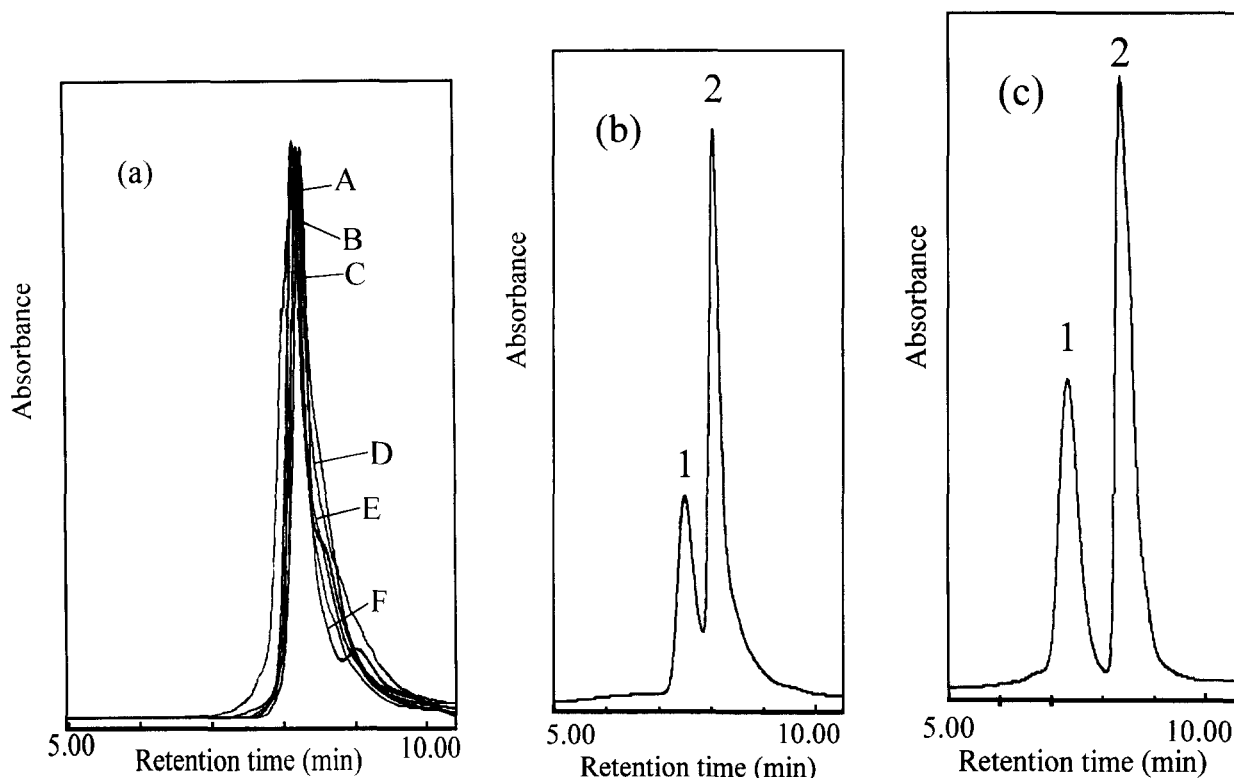 (a)
A
B
C
D
E
F
Absorbance
5.00
10.00
Retention time (min)
(b)
1
2
Absorbance
5.00
10.00
Retention time (min)
(c)
1
2
Absorbance
5.00
10.00
Retention time (min)